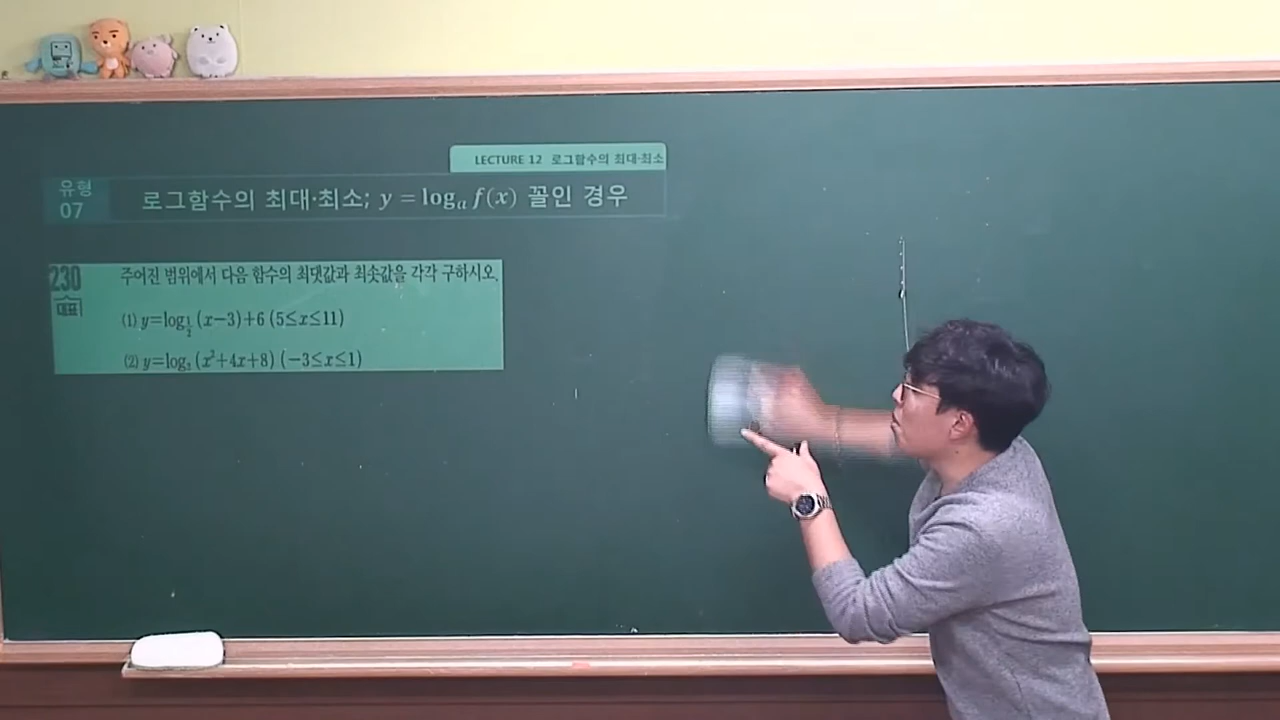 LECTURE 12 로그함수의 최대·최소
유형
07
로그함수의 최대·최소; y = logₐ f(x) 꼴인 경우
230
대표
주어진 범위에서 다음 함수의 최댓값과 최솟값을 각각 구하시오.
(1) y=log½ (x−3)+6 (5≤x≤11)
(2) y=log₂ (x²+4x+8) (−3≤x≤1)